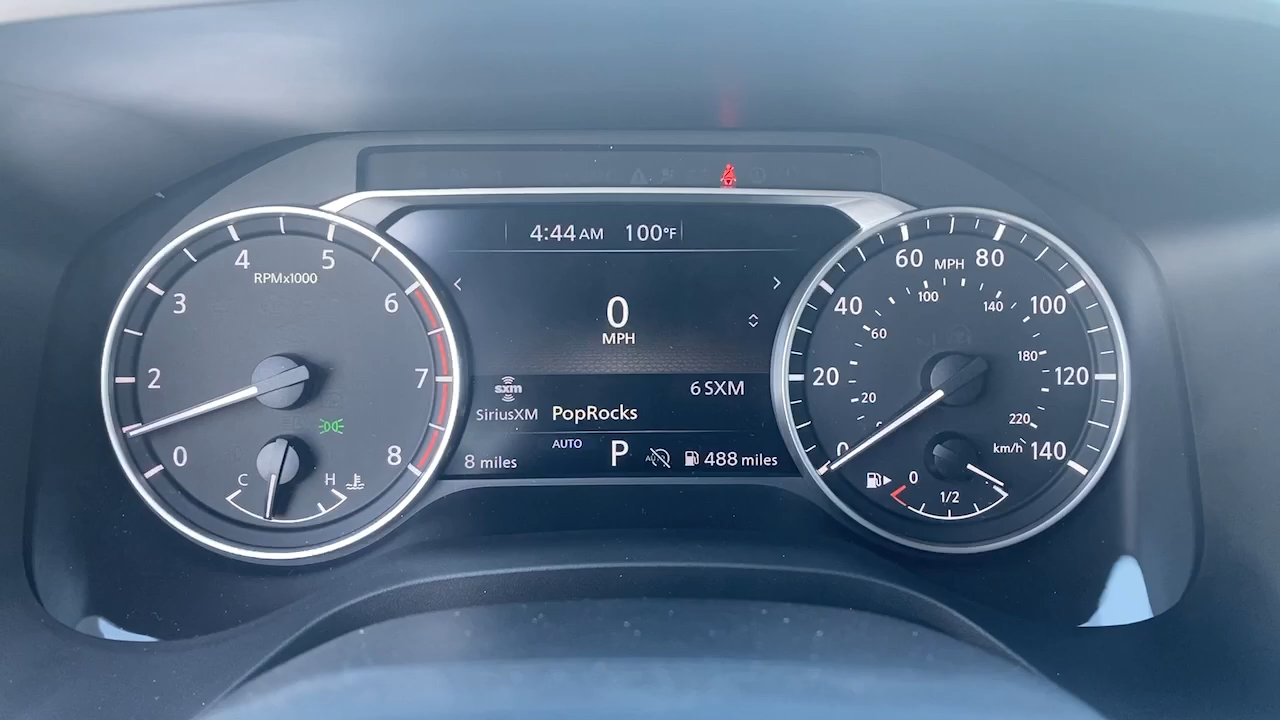 4:44 AM 100°F
0
MPH
sxm
SiriusXM PopRocks
6 SXM
AUTO
P
8 miles
488 miles
RPMx1000
0
2
3
4
5
6
7
8
C H
MPH
0
20
40
60
80
100
120
140
20
60
100
140
180
220
km/h
0 1/2